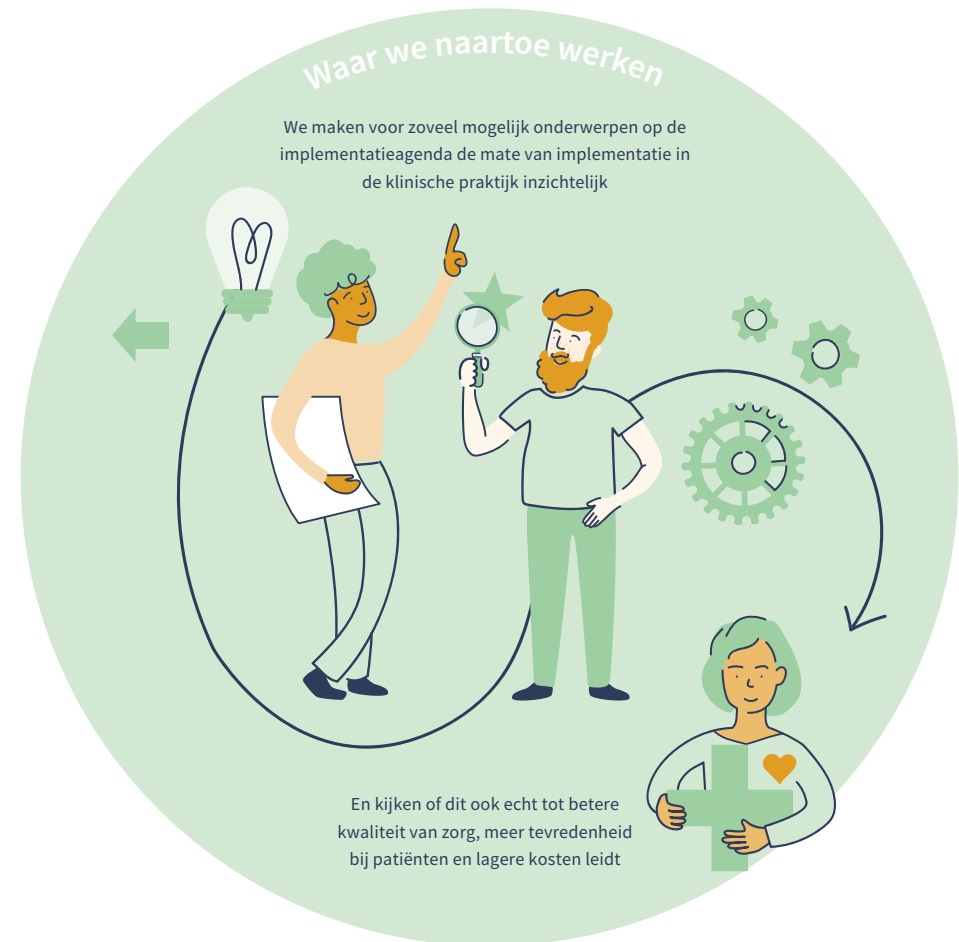 Waar we naartoe werken
We maken voor zoveel mogelijk onderwerpen op de
implementatieagenda de mate van implementatie in
de klinische praktijk inzichtelijk
En kijken of dit ook echt tot betere
kwaliteit van zorg, meer tevredenheid
bij patiënten en lagere kosten leidt